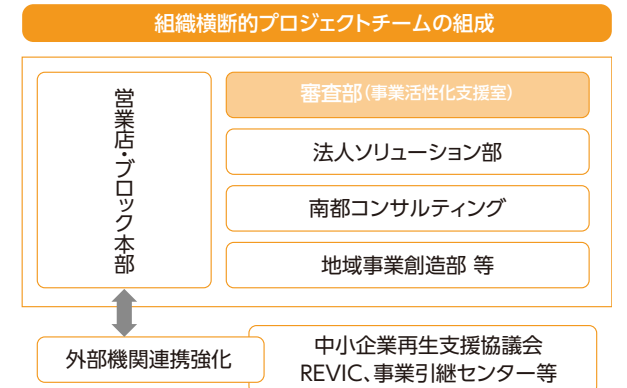 組織横断的プロジェクトチームの組成
営業店・ブロック本部
審査部(事業活性化支援室)
法人ソリューション部
南都コンサルティング
地域事業創造部 等
外部機関連携強化
中小企業再生支援協議会
REVIC、事業引継センター等